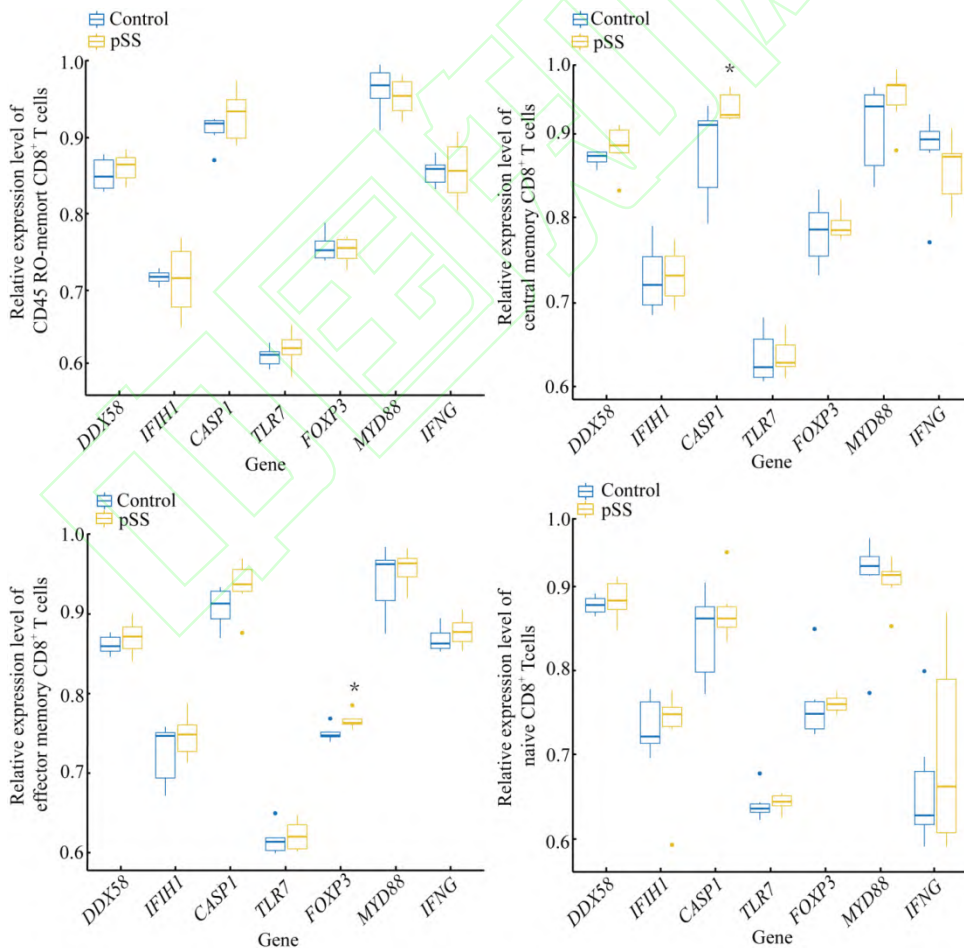 Control
pSS
Relative expression level of
CD45 RO-memort CD8+ T cells
1.0
0.9
0.8
0.7
0.6
DDX58
IFIH1
CASP1
TLR7
FOXP3
MYD88
IFNG
Gene
Control
pSS
Relative expression level of
central memory CD8+ T cells
1.0
0.9
0.8
0.7
0.6
*
DDX58
IFIH1
CASP1
TLR7
FOXP3
MYD88
IFNG
Gene
Control
pSS
Relative expression level of
effector memory CD8+ T cells
1.0
0.9
0.8
0.7
0.6
*
DDX58
IFIH1
CASP1
TLR7
FOXP3
MYD88
IFNG
Gene
Control
pSS
Relative expression level of
naive CD8+ Tcells
1.0
0.9
0.8
0.7
0.6
DDX58
IFIH1
CASP1
TLR7
FOXP3
MYD88
IFNG
Gene